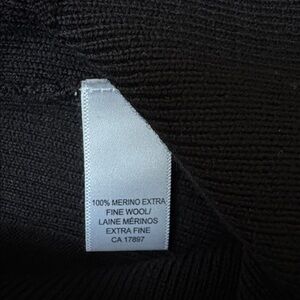 100% MERINO EXTRA
FINE WOOL/
LAINE MÉRINOS
EXTRA FINE
CA 17897